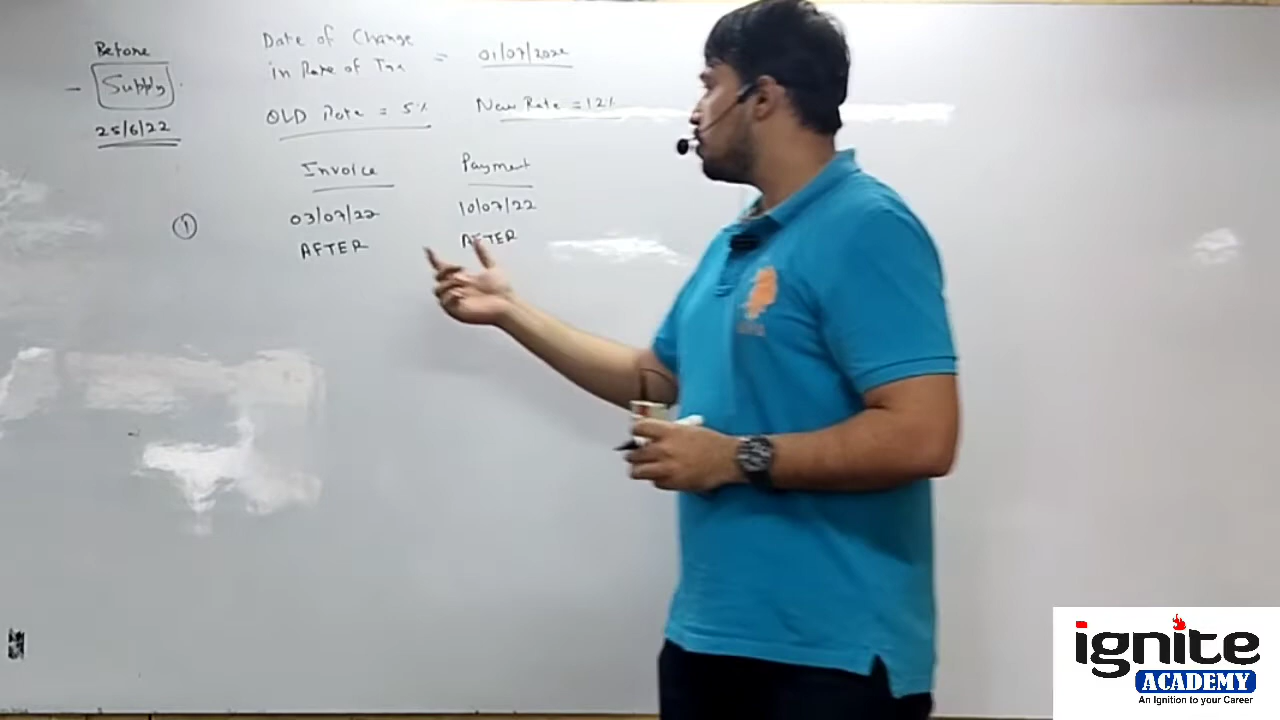 Before
Supply
25/6/22
Date of Change
in Rate of Tax
= 01/07/2022
OLD Rate = 5%
New Rate = 12%
Invoice
Payment
①
03/07/22
10/07/22
AFTER
AFTER
ignite
ACADEMY
An Ignition to your Career